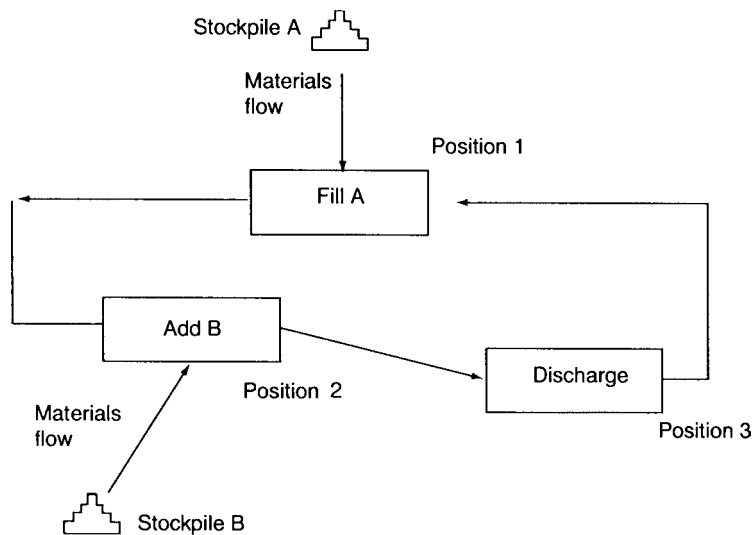 Stockpile A
Materials
flow
Position 1
Fill A
Add B
Position 2
Discharge
Position 3
Materials
flow
Stockpile B